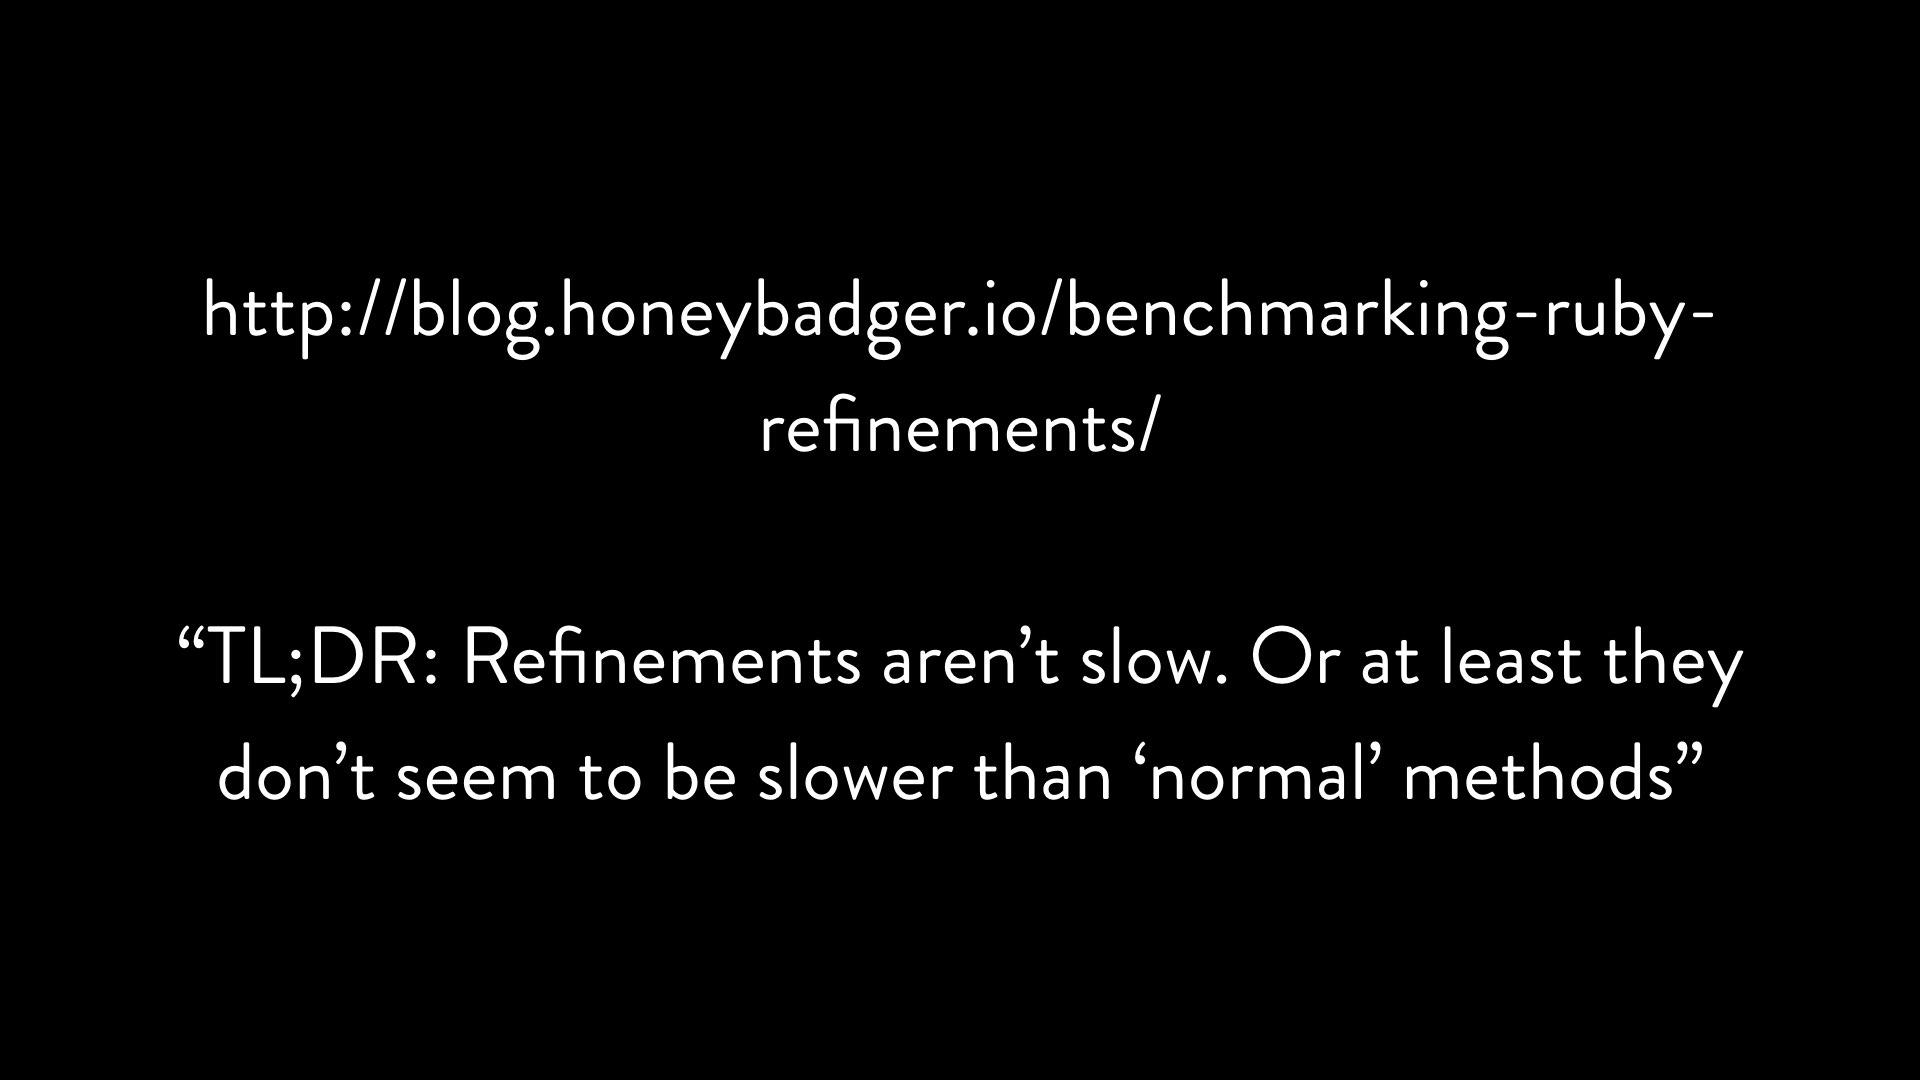 http://blog.honeybadger.io/benchmarking-ruby-
refinements/
“TL;DR: Refinements aren’t slow. Or at least they
don’t seem to be slower than ‘normal’ methods”